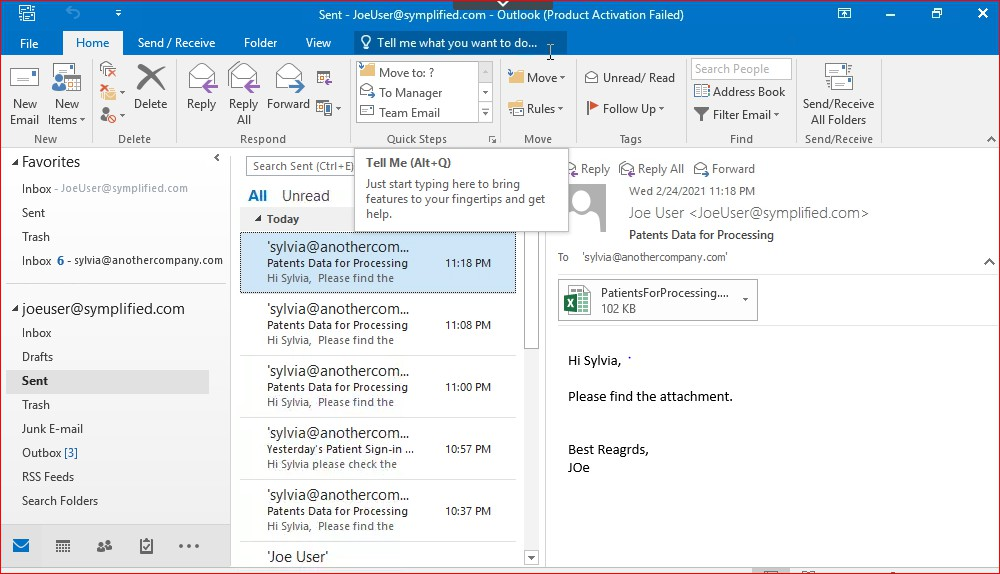 Sent - JoeUser@symplified.com - Outlook (Product Activation Failed)
File Home Send / Receive Folder View Tell me what you want to do...
New Email
New Items
New
Delete
Delete
Reply
Reply All
Forward
Respond
Move to: ?
To Manager
Team Email
Quick Steps
Move
Rules
Move
Unread/ Read
Follow Up
Tags
Search People
Address Book
Filter Email
Find
Send/Receive
All Folders
Send/Receive
Tell Me (Alt+Q)
Just start typing here to bring
features to your fingertips and get
help.
Favorites
Inbox - JoeUser@symplified.com
Sent
Trash
Inbox 6 - sylvia@anothercompany.com
joeuser@symplified.com
Inbox
Drafts
Sent
Trash
Junk E-mail
Outbox [3]
RSS Feeds
Search Folders
Search Sent (Ctrl+E)
All Unread
Today
'sylvia@anothercom...
Patents Data for Processing 11:18 PM
Hi Sylvia, Please find the
'sylvia@anothercom...
Patents Data for Processing 11:08 PM
Hi Sylvia, Please find the
'sylvia@anothercom...
Patents Data for Processing 11:00 PM
Hi Sylvia, Please find the
'sylvia@anothercom...
Yesterday's Patient Sign-in ... 10:57 PM
Hi Sylvia please check the
'sylvia@anothercom...
Patents Data for Processing 10:37 PM
Hi Sylvia, Please find the
'Joe User'
Reply Reply All Forward
Wed 2/24/2021 11:18 PM
Joe User <JoeUser@symplified.com>
Patents Data for Processing
To 'sylvia@anothercompany.com'
PatientsForProcessing....
102 KB
Hi Sylvia,
Please find the attachment.
Best Reagrds,
JOe